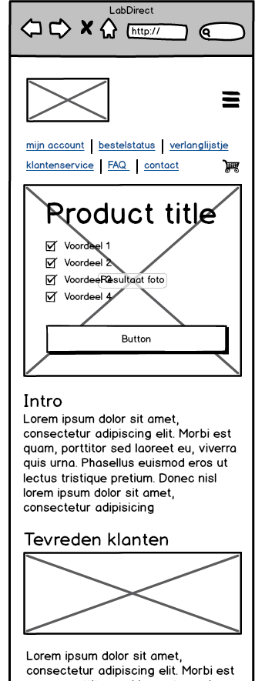 LabDirect
http://
mijn account | bestelstatus | verlanglijstje
klantenservice | FAQ | contact
Product title
Voordeel 1
Voordeel 2
Voordeel 3
Resultaat foto
Voordeel 4
Button
Intro
Lorem ipsum dolor sit amet,
consectetur adipiscing elit. Morbi est
quam, porttitor sed laoreet eu, viverra
quis urna. Phasellus euismod eros ut
lectus tristique pretium. Donec nisl
lorem ipsum dolor sit amet,
consectetur adipisicing
Tevreden klanten
Lorem ipsum dolor sit amet,
consectetur adipiscing elit. Morbi est